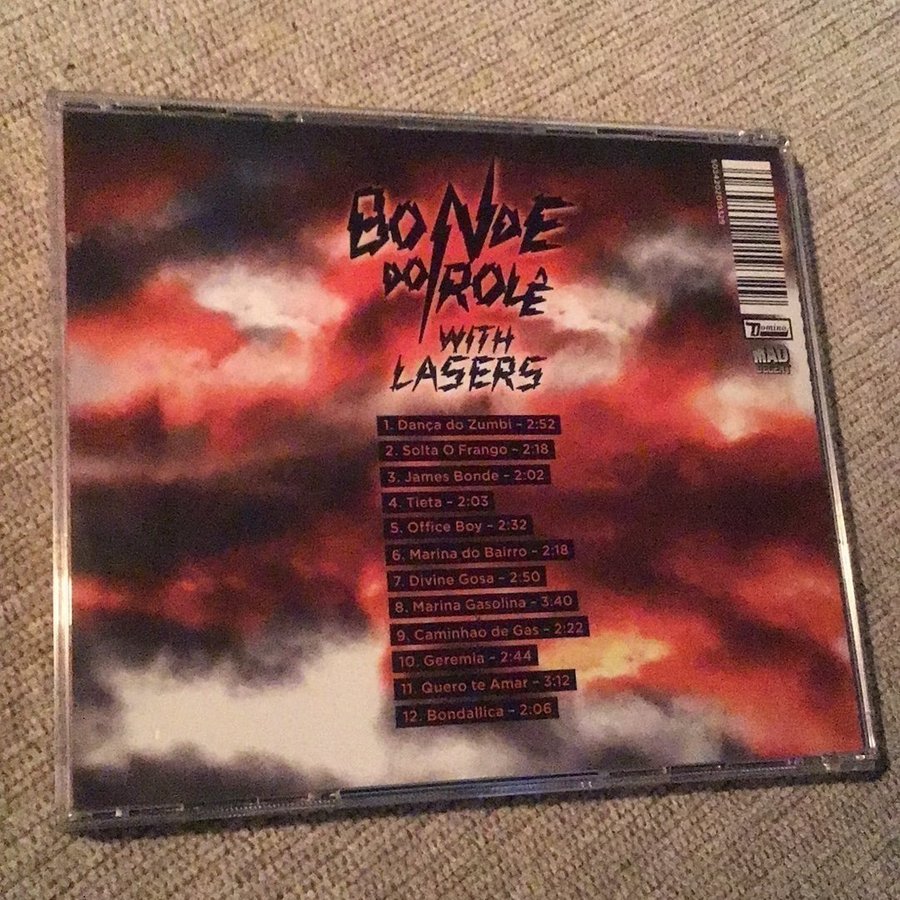 BONDE
DO ROLÊ
WITH
LASERS
1. Dança do Zumbi - 2:52
2. Solta O Frango - 2:18
3. James Bonde - 2:02
4. Tieta - 2:03
5. Office Boy - 2:32
6. Marina do Bairro - 2:18
7. Divine Gosa - 2:50
8. Marina Gasolina - 3:40
9. Caminhao de Gas - 2:22
10. Geremia - 2:44
11. Quero te Amar - 3:12
12. Bondallica - 2:06
Domino
MAD
DECENT